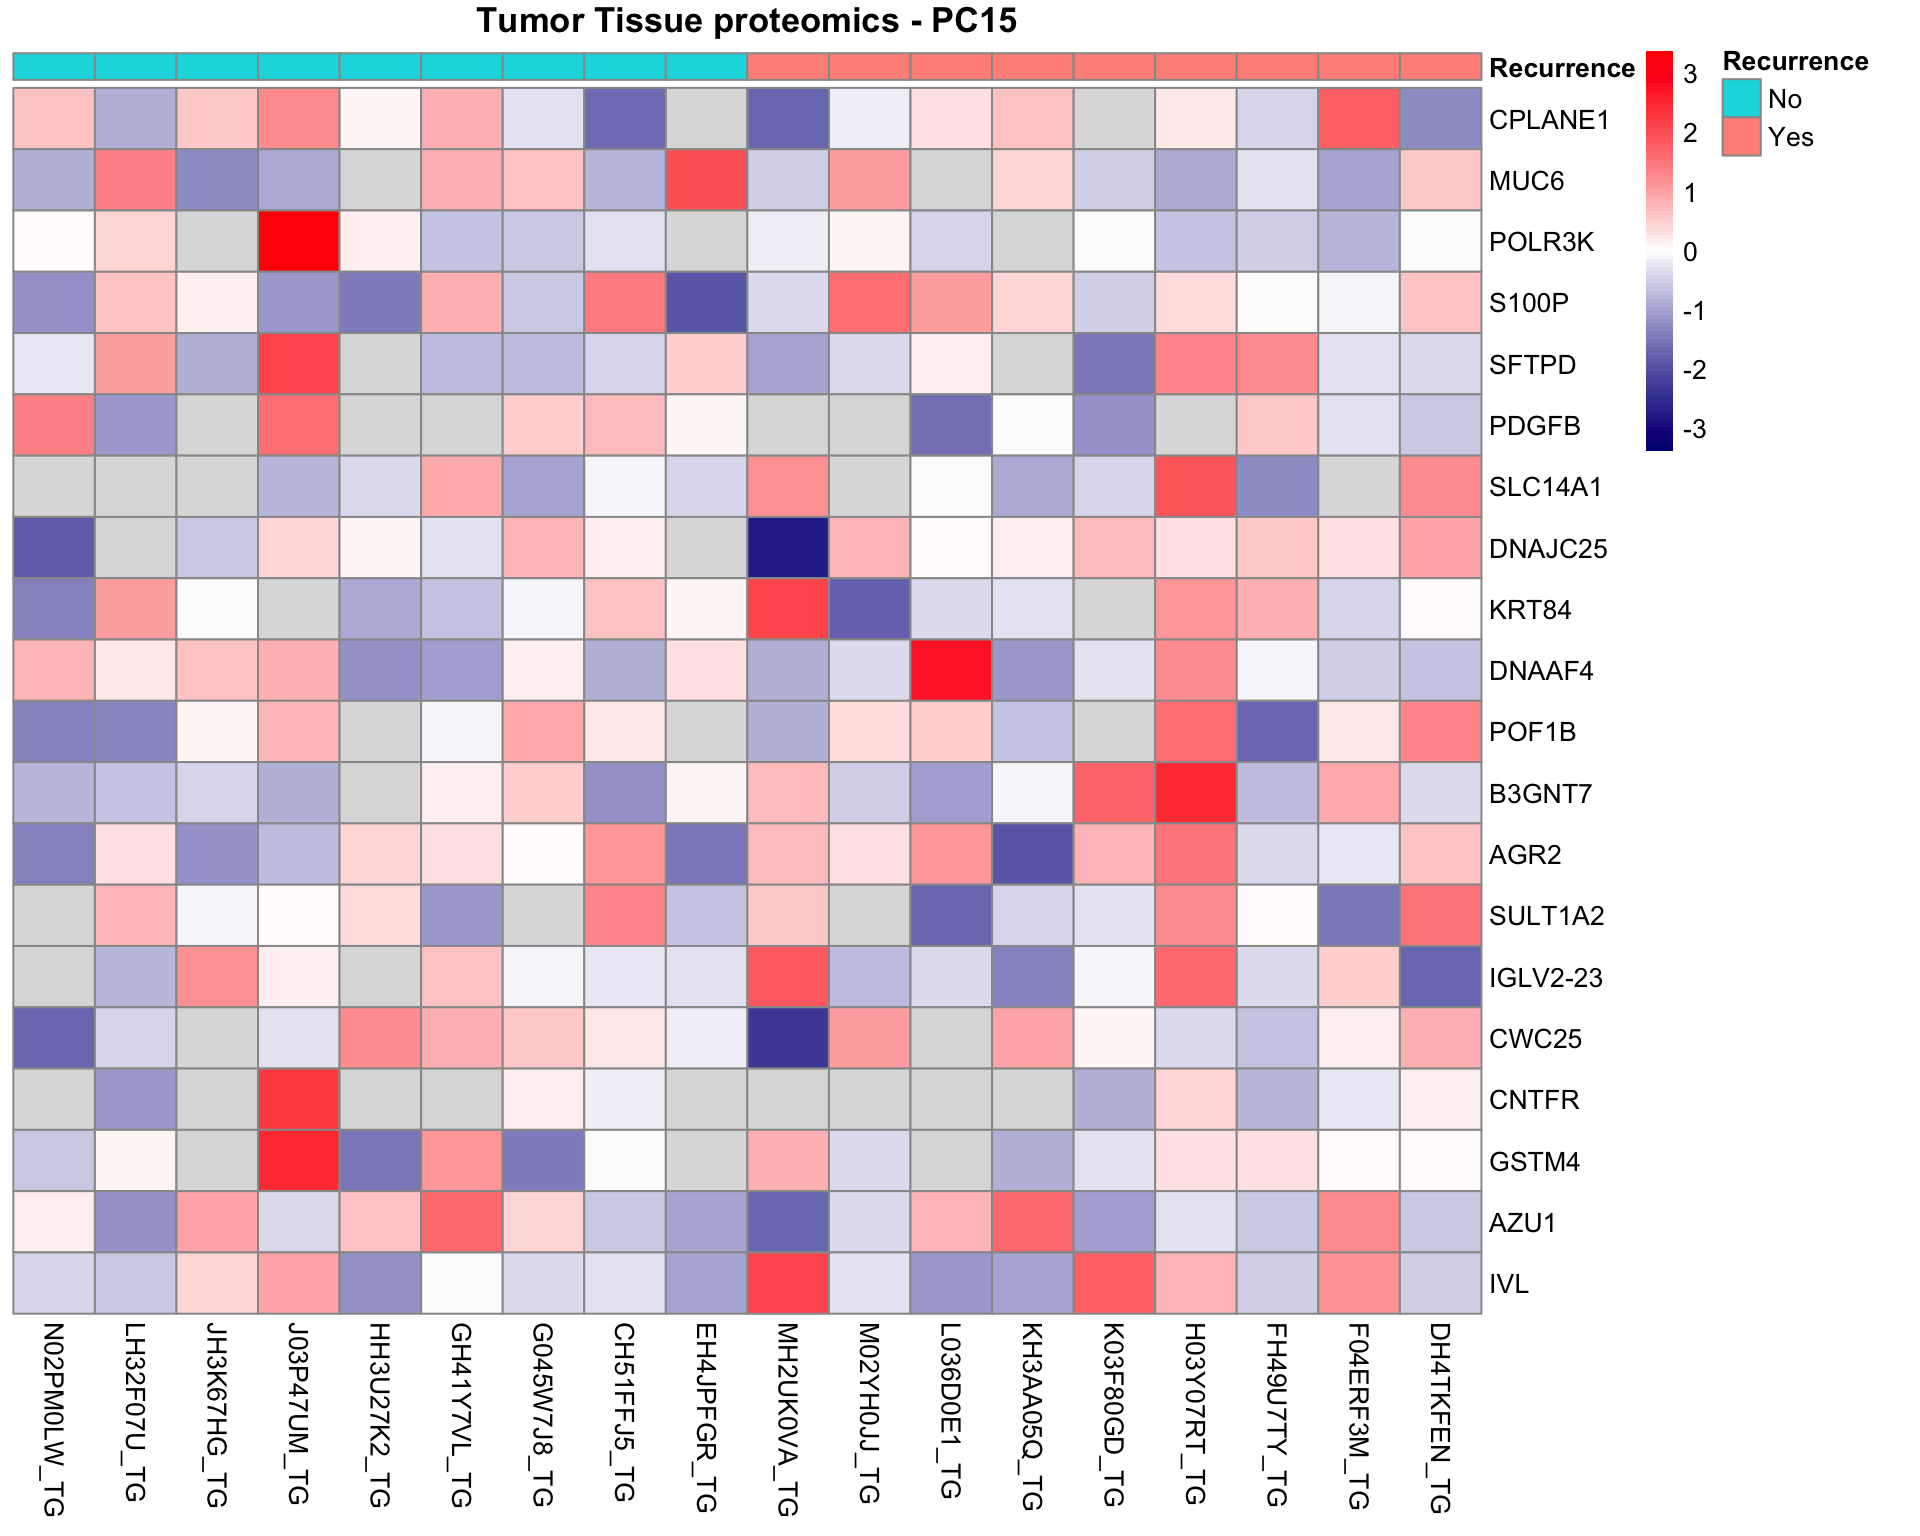 Tumor Tissue proteomics - PC15
Recurrence
3
2
1
0
-1
-2
-3
Recurrence
No
Yes
CPLANE1
MUC6
POLR3K
S100P
SFTPD
PDGFB
SLC14A1
DNAJC25
KRT84
DNAAF4
POF1B
B3GNT7
AGR2
SULT1A2
IGLV2-23
CWC25
CNTFR
GSTM4
AZU1
IVL
N02PM0LW_TG
LH32F07U_TG
JH3K67HG_TG
J03P47UM_TG
HH3U27K2_TG
GH41Y7VL_TG
G045W7J8_TG
CH51FFJ5_TG
EH4JPFGR_TG
MH2UK0VA_TG
M02YH0JJ_TG
L036D0E1_TG
KH3AA05Q_TG
K03F80GD_TG
H03Y07RT_TG
FH49U7TY_TG
F04ERF3M_TG
DH4TKFEN_TG